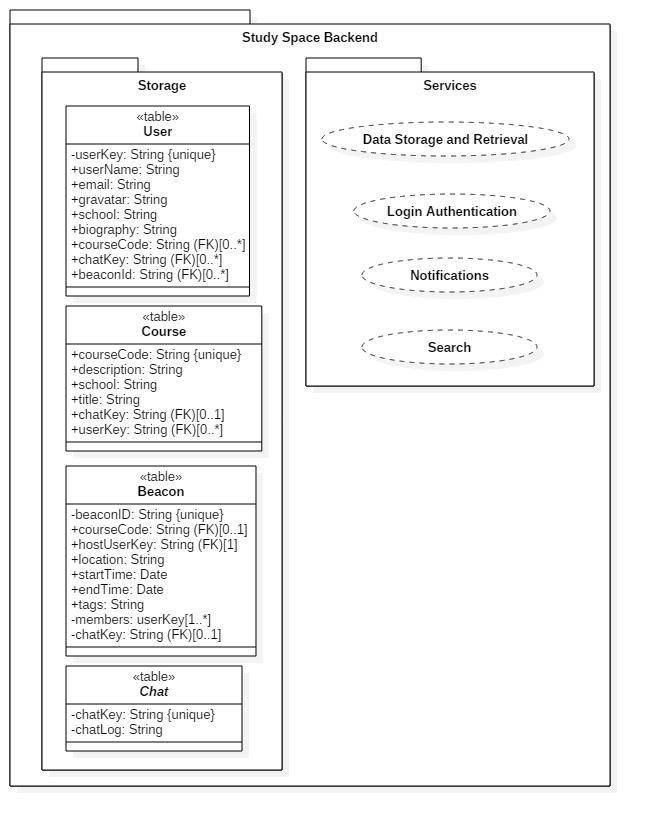 Study Space Backend
Storage
«table»
User
-userKey: String {unique}
+userName: String
+email: String
+gravatar: String
+school: String
+biography: String
+courseCode: String (FK)[0..*]
+chatKey: String (FK)[0..*]
+beaconId: String (FK)[0..*]
«table»
Course
+courseCode: String {unique}
+description: String
+school: String
+title: String
+chatKey: String (FK)[0..1]
+userKey: String (FK)[0..*]
«table»
Beacon
-beaconID: String {unique}
+courseCode: String (FK)[0..1]
+hostUserKey: String (FK)[1]
+location: String
+startTime: Date
+endTime: Date
+tags: String
-members: userKey[1..*]
-chatKey: String (FK)[0..1]
«table»
Chat
-chatKey: String {unique}
-chatLog: String
Services
Data Storage and Retrieval
Login Authentication
Notifications
Search